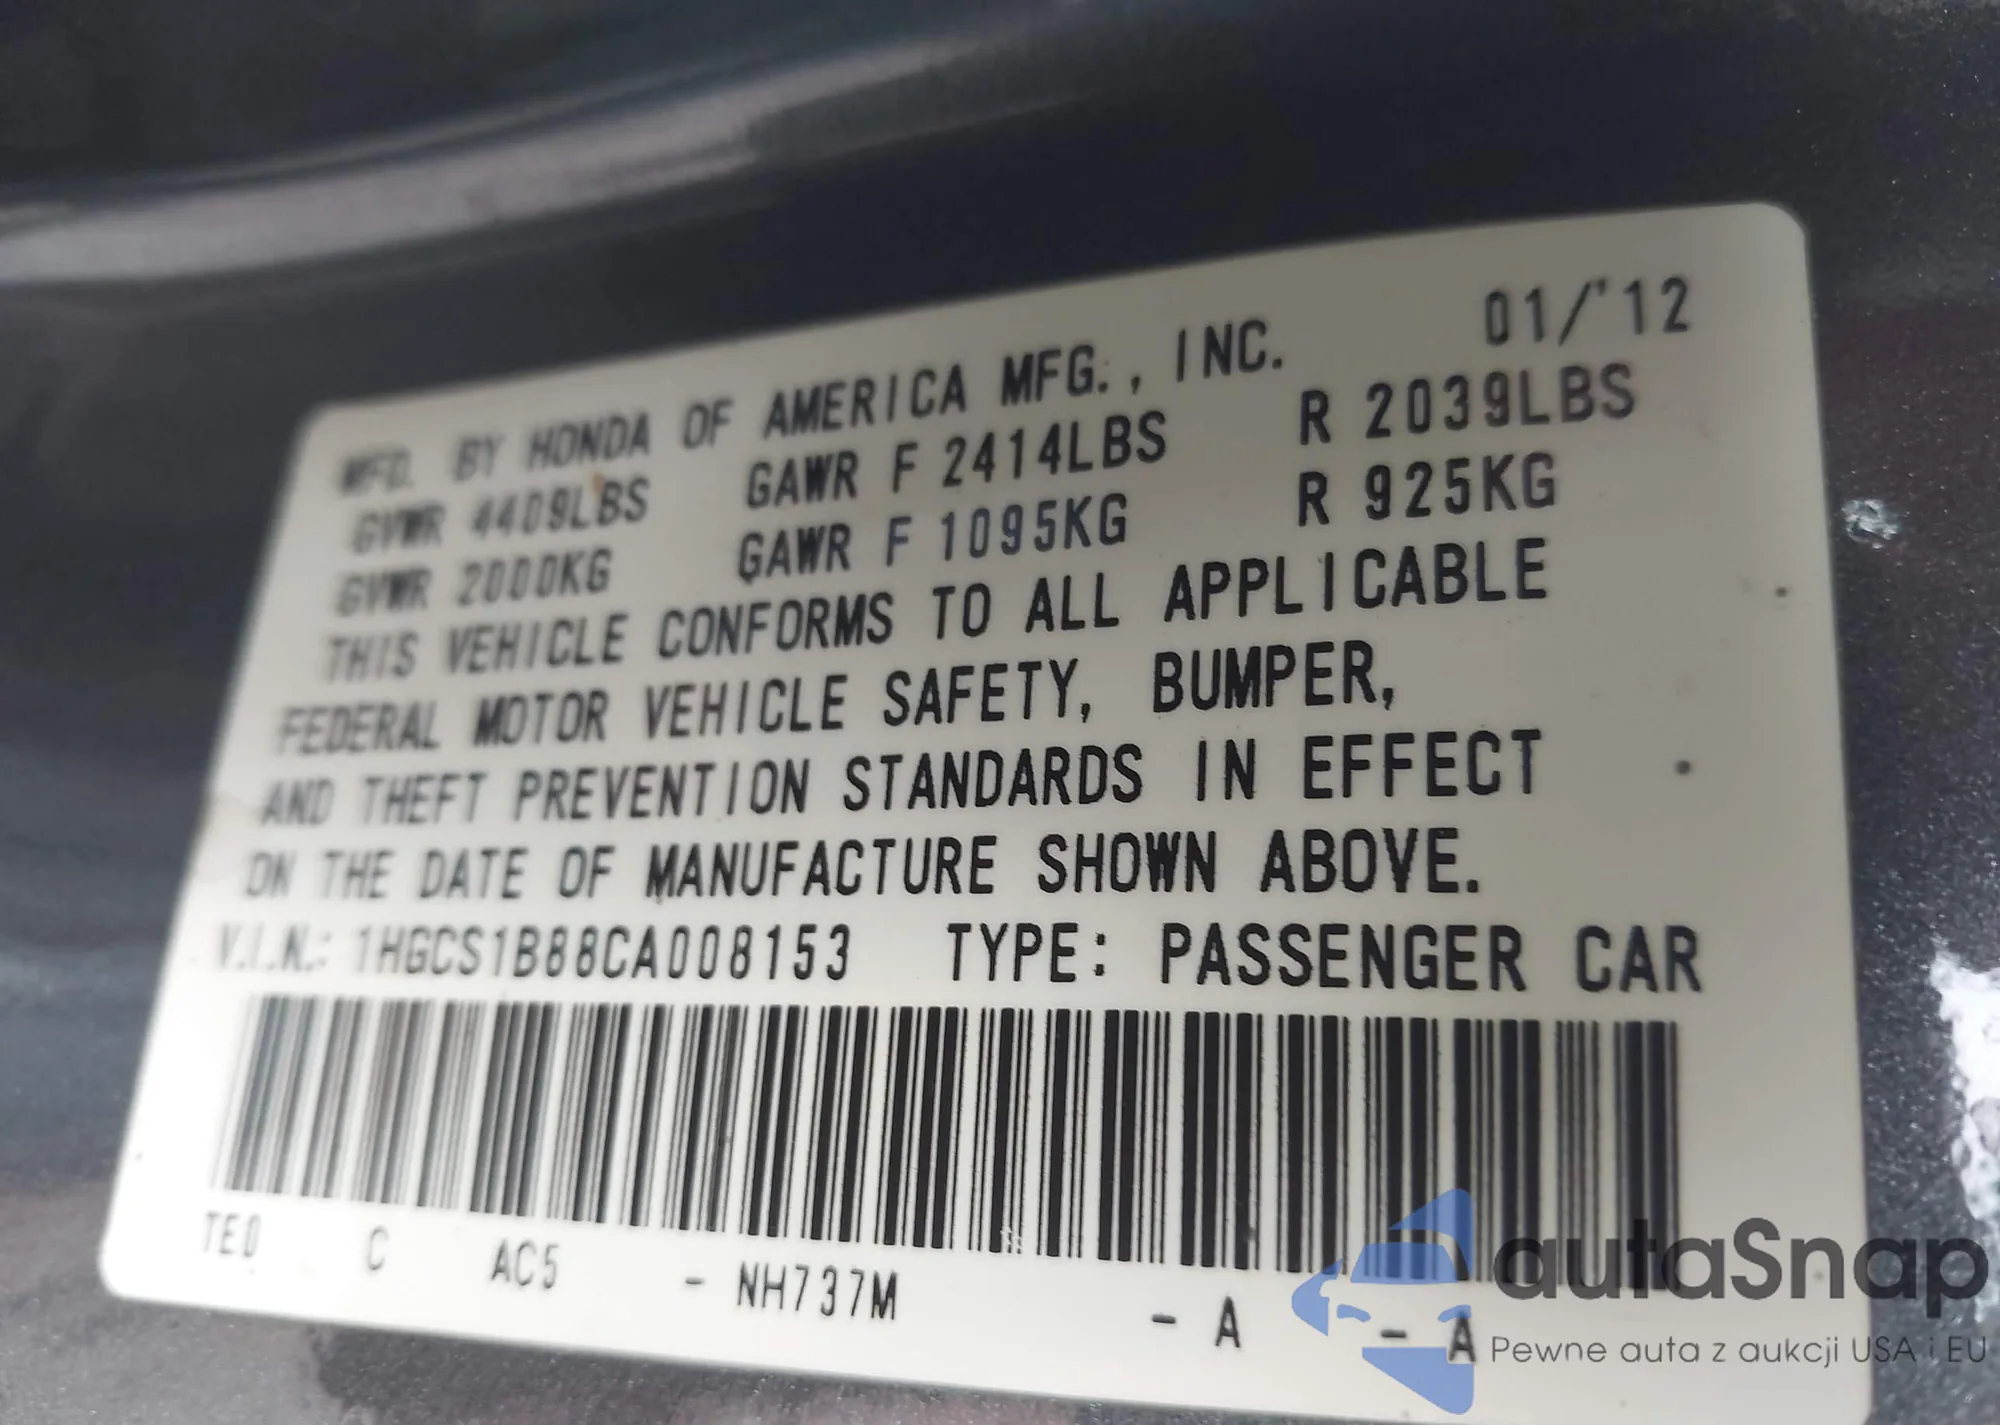 01/'12
MFD. BY HONDA OF AMERICA MFG., INC.
GVWR 4409LBS GAWR F 2414LBS R 2039LBS
GVWR 2000KG GAWR F 1095KG R 925KG
THIS VEHICLE CONFORMS TO ALL APPLICABLE
FEDERAL MOTOR VEHICLE SAFETY, BUMPER,
AND THEFT PREVENTION STANDARDS IN EFFECT
ON THE DATE OF MANUFACTURE SHOWN ABOVE.
V.I.N.: 1HGCS1B88CA008153 TYPE: PASSENGER CAR
TE0 C AC5 - NH737M - A - A
autaSnap
Pewne auta z aukcji USA i EU